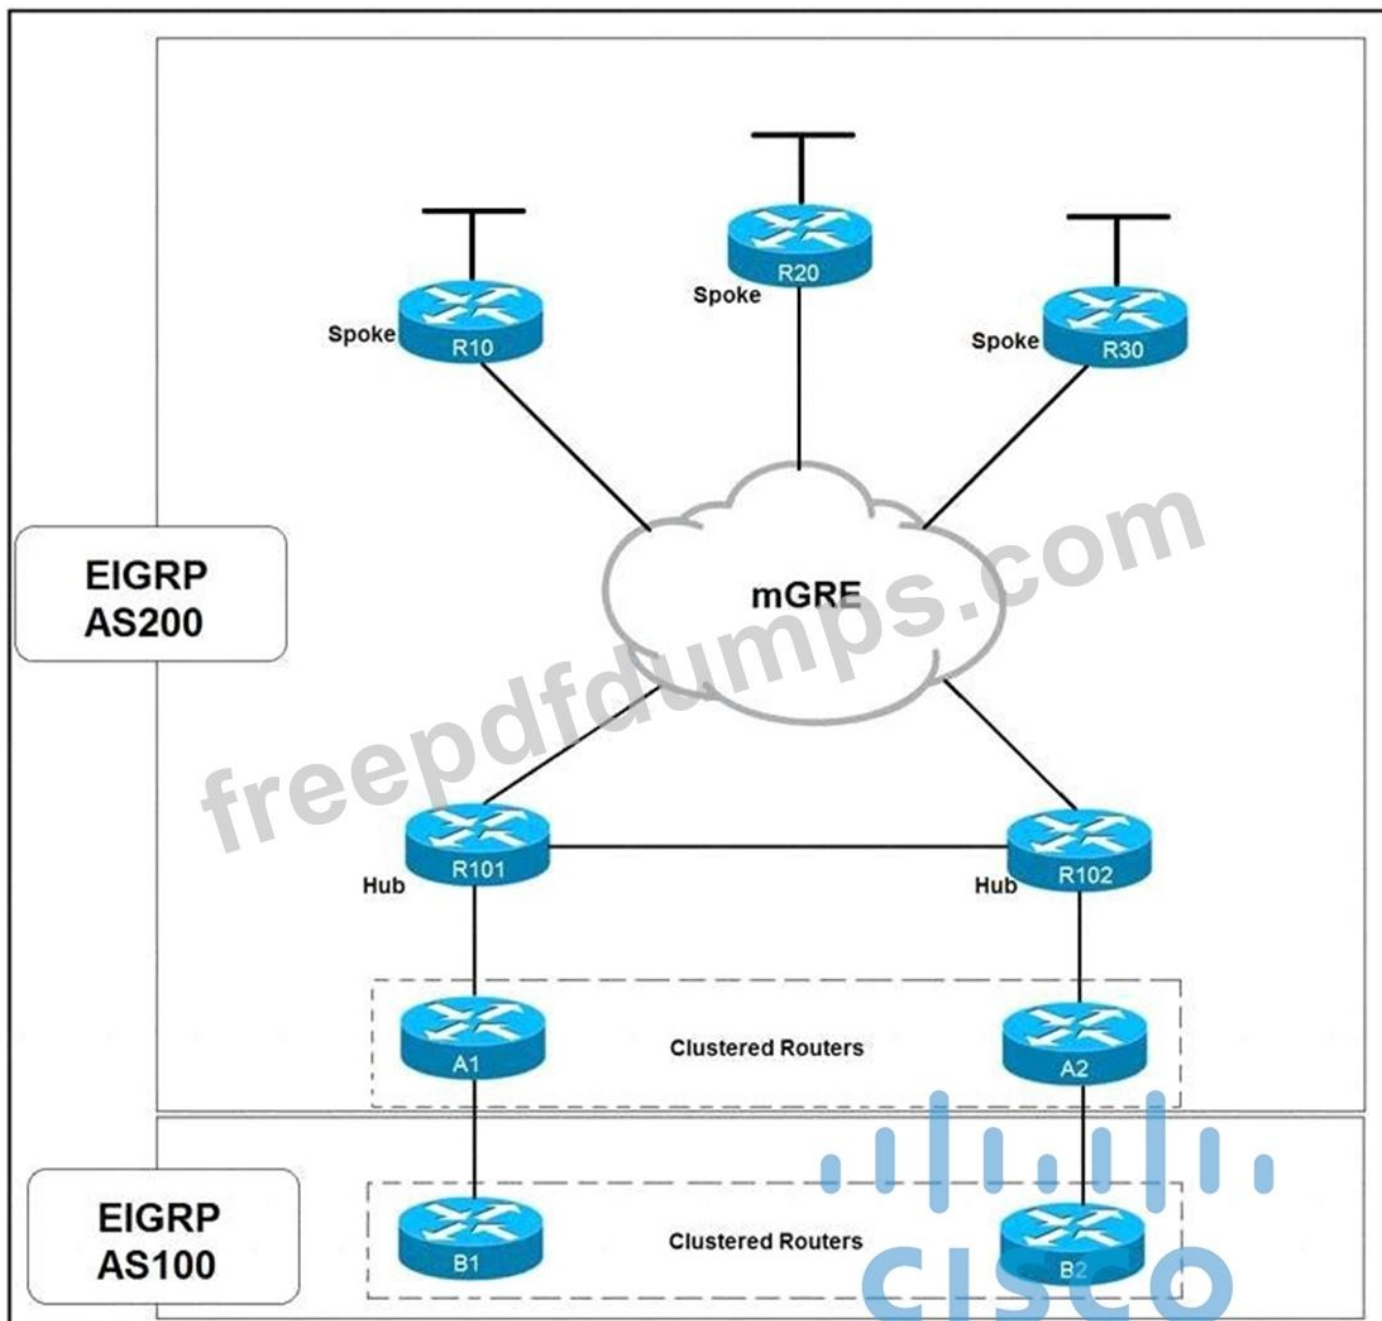 R20
Spoke
R10
Spoke
R30
Spoke
EIGRP
AS200
mGRE
freepdfdumps.com
R101
Hub
R102
Hub
A1
Clustered Routers
A2
EIGRP
AS100
B1
Clustered Routers
B2
CISCO